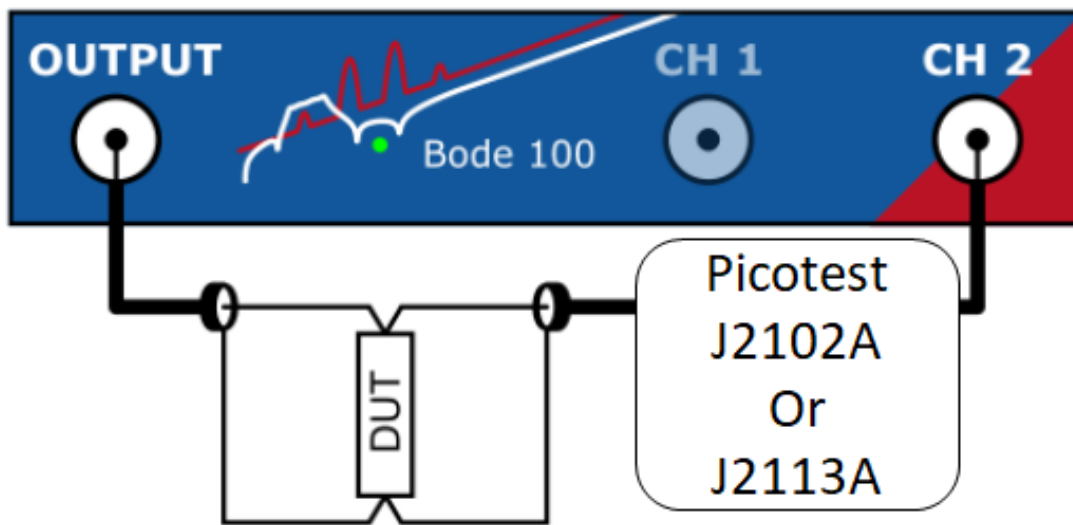 OUTPUT
CH 1
CH 2
Bode 100
DUT
Picotest
J2102A
Or
J2113A